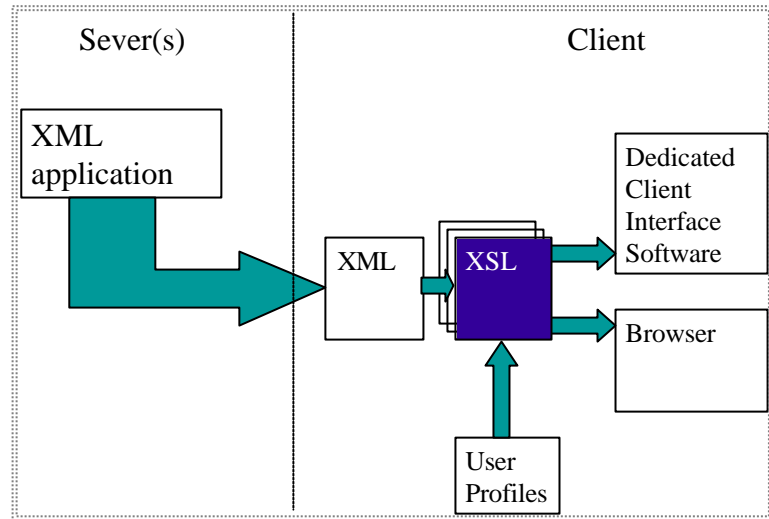 Sever(s)
Client
XML
application
Dedicated
Client
Interface
Software
XML
XSL
Browser
User
Profiles